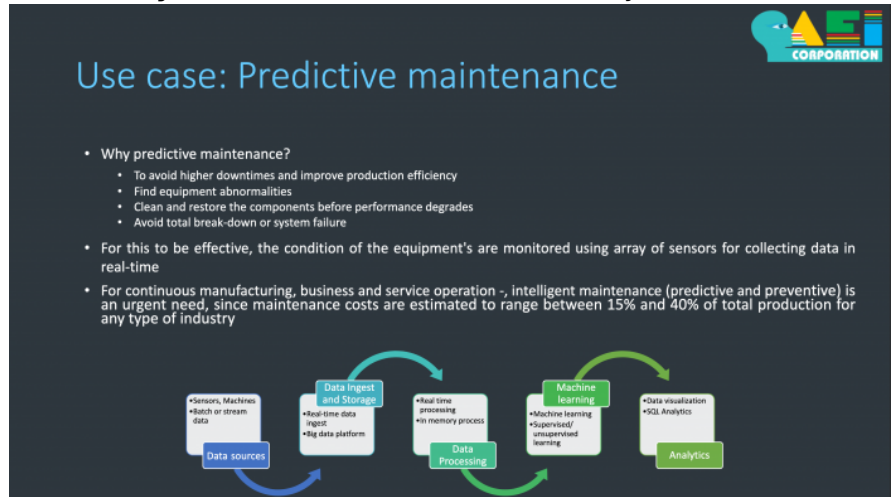 AEI
CORPORATION
Use case: Predictive maintenance
• Why predictive maintenance?
• To avoid higher downtimes and improve production efficiency
• Find equipment abnormalities
• Clean and restore the components before performance degrades
• Avoid total break-down or system failure
• For this to be effective, the condition of the equipment's are monitored using array of sensors for collecting data in
real-time
• For continuous manufacturing, business and service operation -, intelligent maintenance (predictive and preventive) is
an urgent need, since maintenance costs are estimated to range between 15% and 40% of total production for
any type of industry
•Sensors, Machines
•Batch or stream
data
Data sources
Data Ingest
and Storage
•Real-time data
ingest
•Big data platform
•Real time
processing
•In memory process
Data
Processing
Machine
learning
•Machine learning
•Supervised/
unsupervised
learning
•Data visualization
•SQL Analytics
Analytics